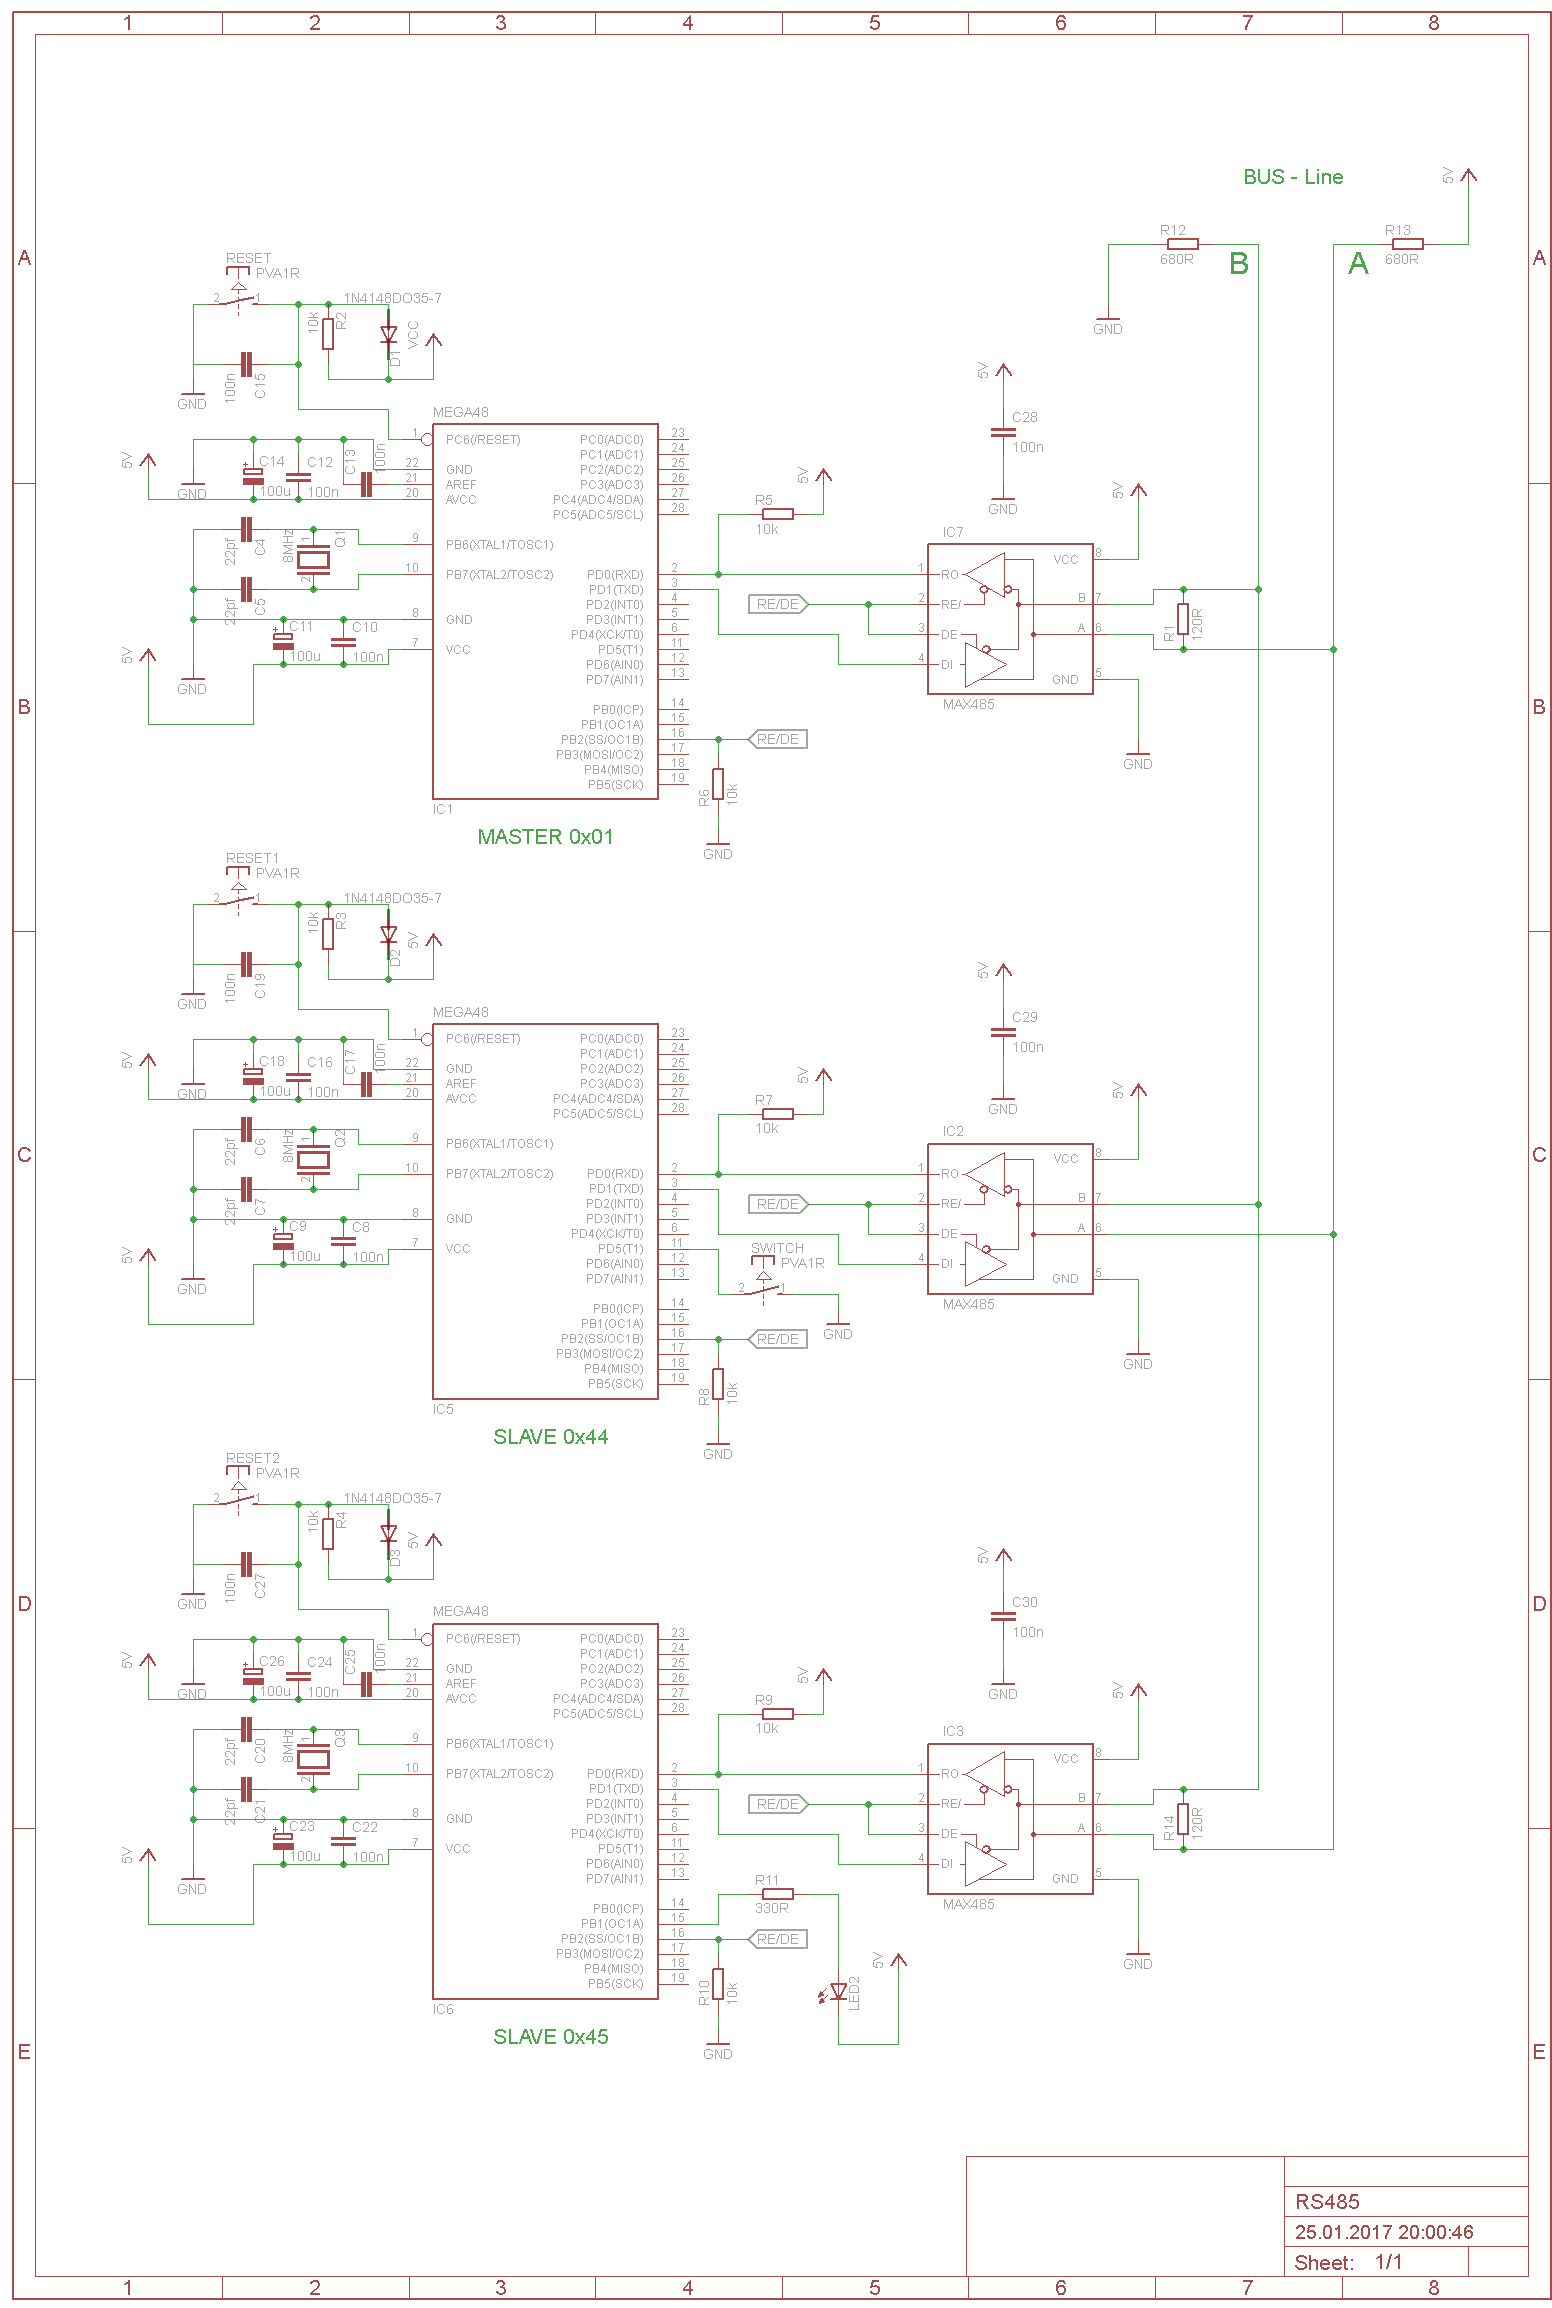 1 2 3 4 5 6 7 8
BUS - Line
5V
R12
680R
B
A
R13
680R
GND
A
A
RESET
PVA1R
2 1
1N4148DO35-7
10k
R2
D1
VCC
100n
C15
GND
5V
C28
100n
GND
MEGA48
5V
C14
100u
C12
100n
C13
100n
GND
1 PC6(/RESET)
22 GND
21 AREF
20 AVCC
9 PB6(XTAL1/TOSC1)
10 PB7(XTAL2/TOSC2)
8 GND
7 VCC
PC0(ADC0) 23
PC1(ADC1) 24
PC2(ADC2) 25
PC3(ADC3) 26
PC4(ADC4/SDA) 27
PC5(ADC5/SCL) 28
PD0(RXD) 2
PD1(TXD) 3
PD2(INT0) 4
PD3(INT1) 5
PD4(XCK/T0) 6
PD5(T1) 11
PD6(AIN0) 12
PD7(AIN1) 13
PB0(ICP) 14
PB1(OC1A) 15
PB2(SS/OC1B) 16
PB3(MOSI/OC2) 17
PB4(MISO) 18
PB5(SCK) 19
IC1
22pf
C4
8MHz
1
2
Q1
22pf
C5
C11
100u
C10
100n
5V
GND
R5
10k
5V
RE/DE
RE/DE
R6
10k
GND
IC7
5V
1 RO
2 RE/
3 DE
4 DI
VCC 8
B 7
A 6
GND 5
MAX485
R1
120R
GND
B
B
MASTER 0x01
RESET1
PVA1R
2 1
1N4148DO35-7
10k
R3
D2
5V
100n
C19
GND
5V
C29
100n
GND
MEGA48
5V
C18
100u
C16
100n
C17
100n
GND
1 PC6(/RESET)
22 GND
21 AREF
20 AVCC
9 PB6(XTAL1/TOSC1)
10 PB7(XTAL2/TOSC2)
8 GND
7 VCC
PC0(ADC0) 23
PC1(ADC1) 24
PC2(ADC2) 25
PC3(ADC3) 26
PC4(ADC4/SDA) 27
PC5(ADC5/SCL) 28
PD0(RXD) 2
PD1(TXD) 3
PD2(INT0) 4
PD3(INT1) 5
PD4(XCK/T0) 6
PD5(T1) 11
PD6(AIN0) 12
PD7(AIN1) 13
PB0(ICP) 14
PB1(OC1A) 15
PB2(SS/OC1B) 16
PB3(MOSI/OC2) 17
PB4(MISO) 18
PB5(SCK) 19
IC5
22pf
C6
8MHz
1
2
Q2
22pf
C7
C9
100u
C8
100n
5V
GND
R7
10k
5V
RE/DE
SWITCH
PVA1R
2 1
GND
RE/DE
R8
10k
GND
IC2
5V
1 RO
2 RE/
3 DE
4 DI
VCC 8
B 7
A 6
GND 5
MAX485
GND
C
C
SLAVE 0x44
RESET2
PVA1R
2 1
1N4148DO35-7
10k
R4
D3
5V
100n
C27
GND
5V
C30
100n
GND
MEGA48
5V
C26
100u
C24
100n
C25
100n
GND
1 PC6(/RESET)
22 GND
21 AREF
20 AVCC
9 PB6(XTAL1/TOSC1)
10 PB7(XTAL2/TOSC2)
8 GND
7 VCC
PC0(ADC0) 23
PC1(ADC1) 24
PC2(ADC2) 25
PC3(ADC3) 26
PC4(ADC4/SDA) 27
PC5(ADC5/SCL) 28
PD0(RXD) 2
PD1(TXD) 3
PD2(INT0) 4
PD3(INT1) 5
PD4(XCK/T0) 6
PD5(T1) 11
PD6(AIN0) 12
PD7(AIN1) 13
PB0(ICP) 14
PB1(OC1A) 15
PB2(SS/OC1B) 16
PB3(MOSI/OC2) 17
PB4(MISO) 18
PB5(SCK) 19
IC6
22pf
C20
8MHz
1
2
Q3
22pf
C21
C23
100u
C22
100n
5V
GND
R9
10k
5V
RE/DE
R11
330R
RE/DE
R10
10k
GND
LED2
5V
IC3
5V
1 RO
2 RE/
3 DE
4 DI
VCC 8
B 7
A 6
GND 5
MAX485
R14
120R
GND
D
D
SLAVE 0x45
E
E
RS485
25.01.2017 20:00:46
Sheet: 1/1
1 2 3 4 5 6 7 8